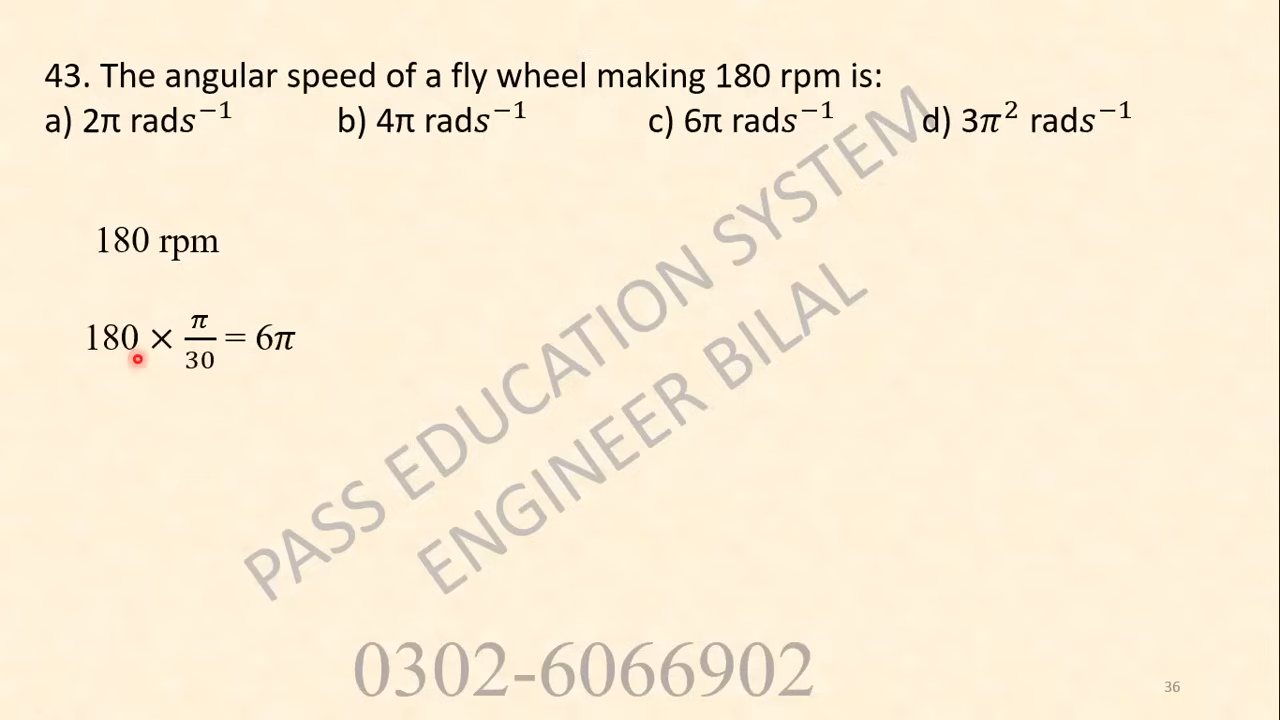 43. The angular speed of a fly wheel making 180 rpm is:
a) 2π rads⁻¹ b) 4π rads⁻¹ c) 6π rads⁻¹ d) 3π² rads⁻¹
180 rpm
180 × π/30 = 6π
PASS EDUCATION SYSTEM
ENGINEER BILAL
0302-6066902
36